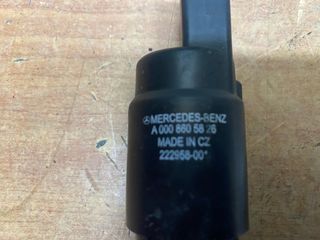 MERCEDES-BENZ
A 000 860 58 26
MADE IN CZ
222958-00*